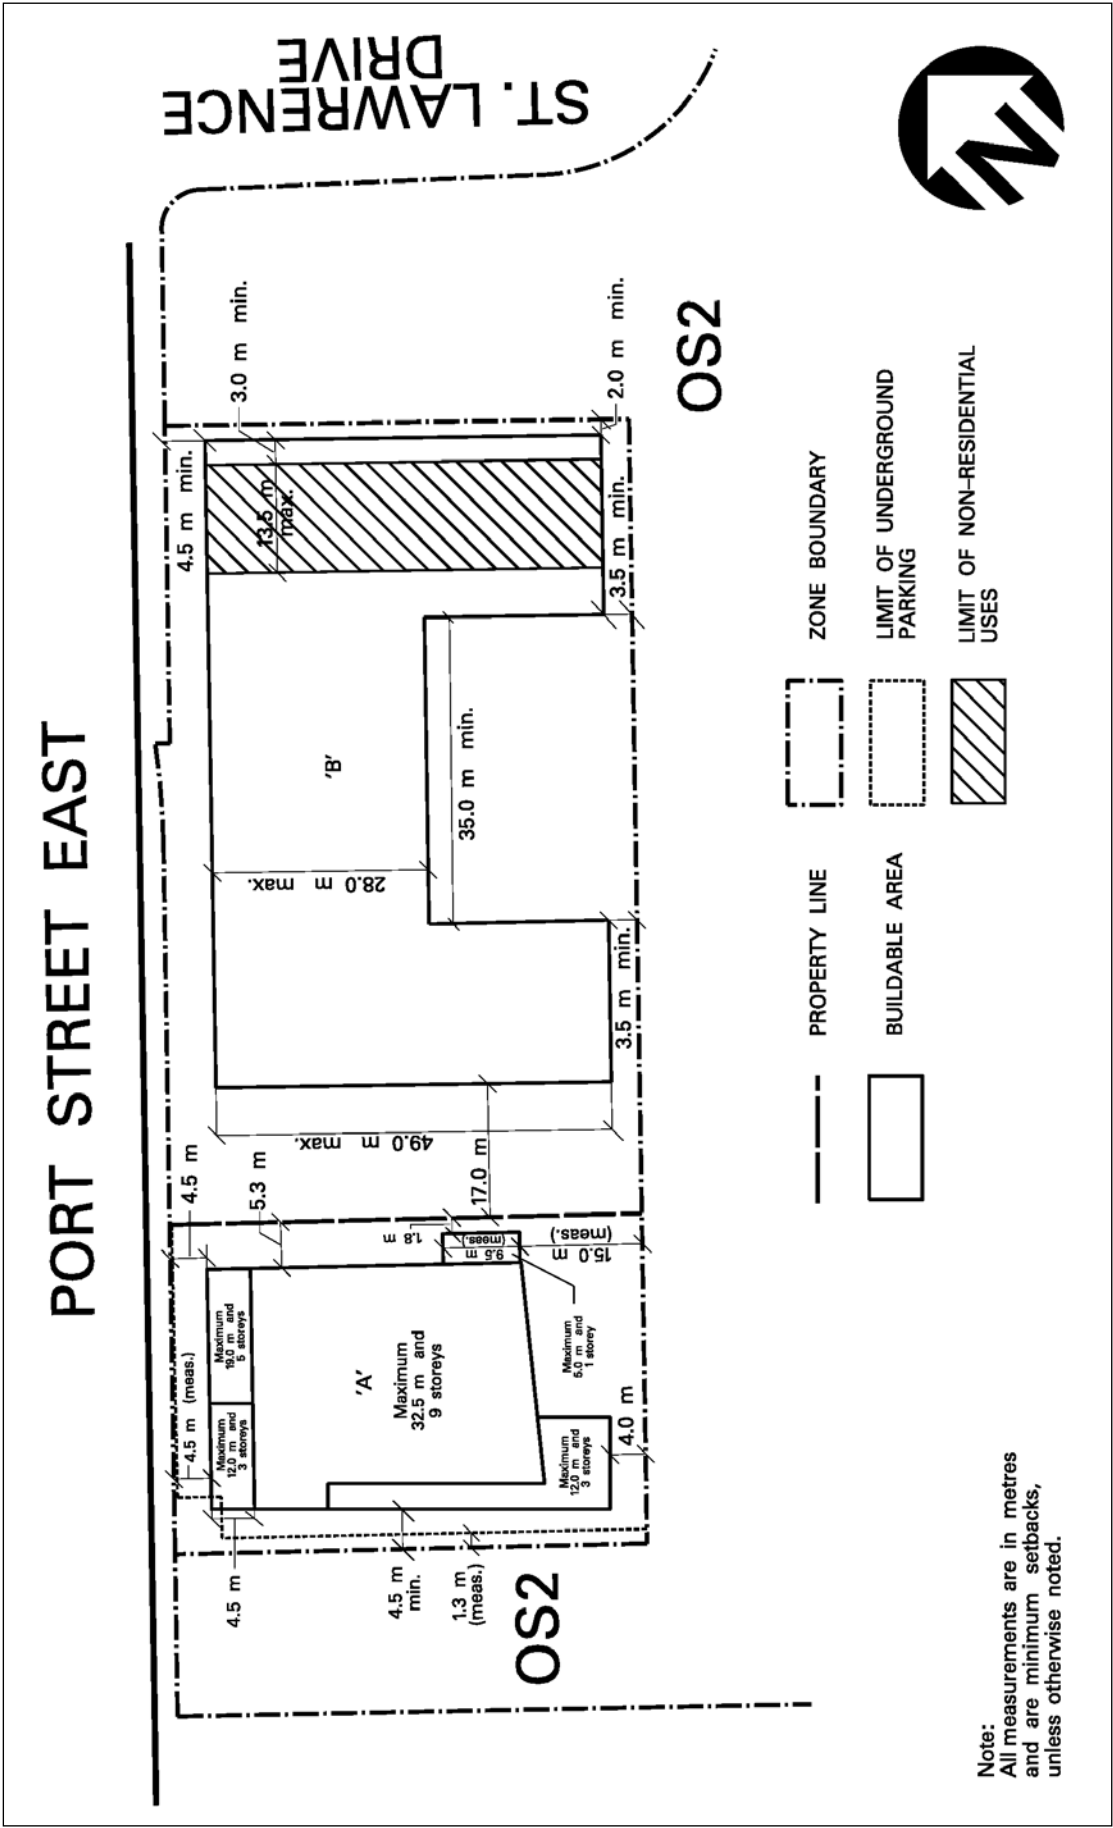 PORT STREET EAST
ST. LAWRENCE
DRIVE
N
4.5 m
5.3 m
4.5 m (meas.)
Maximum
19.0 m and
5 storeys
Maximum
12.0 m and
3 storeys
4.5 m
'A'
Maximum
32.5 m and
9 storeys
1.8 m
9.5 m
(meas.)
15.0 m
(meas.)
17.0 m
Maximum
5.0 m and
1 storey
Maximum
12.0 m and
3 storeys
4.0 m
4.5 m
min.
1.3 m
(meas.)
OS2
49.0 m max.
28.0 m max.
'B'
35.0 m min.
3.5 m min.
3.5 m min.
4.5 m min.
13.5 m
max.
3.0 m min.
2.0 m min.
OS2
PROPERTY LINE
ZONE BOUNDARY
BUILDABLE AREA
LIMIT OF UNDERGROUND
PARKING
LIMIT OF NON-RESIDENTIAL
USES
Note:
All measurements are in metres
and are minimum setbacks,
unless otherwise noted.